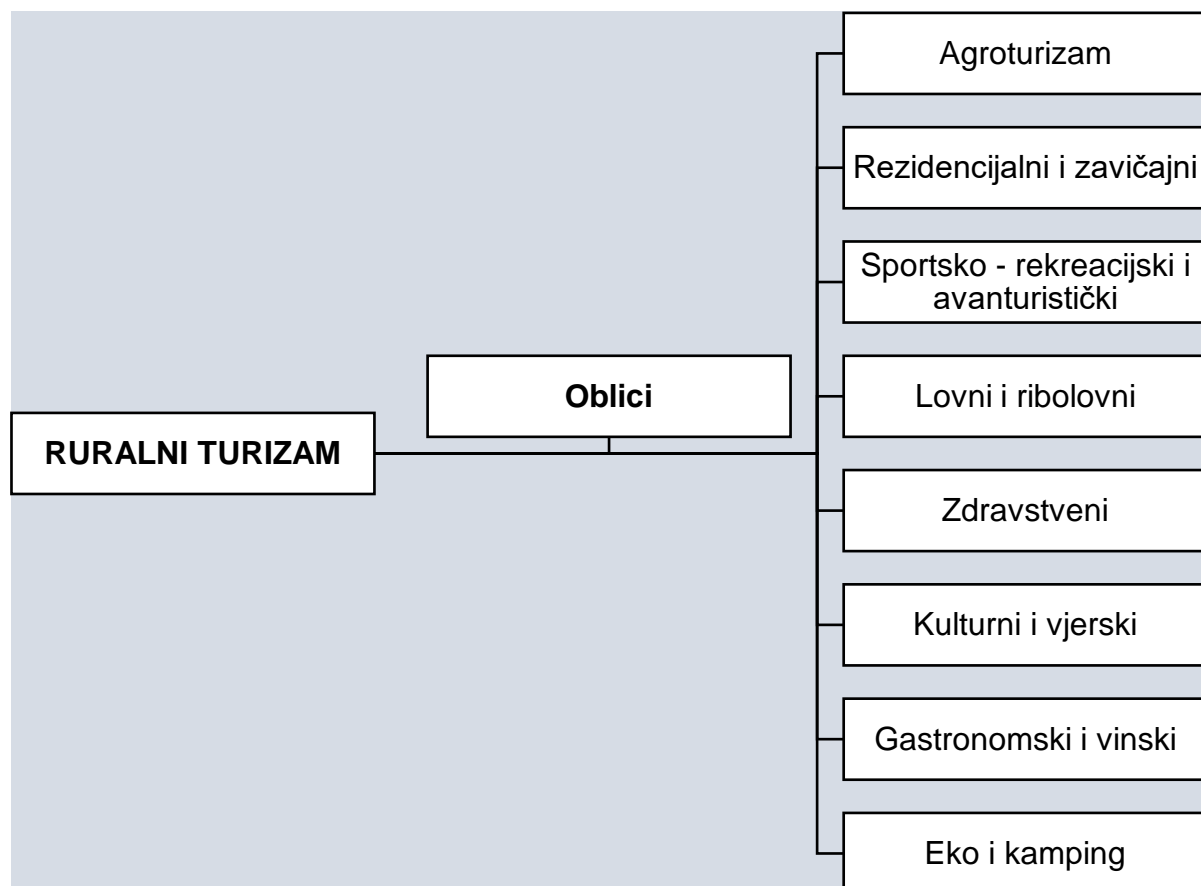 RURALNI TURIZAM
Oblici
Agroturizam
Rezidencijalni i zavičajni
Sportsko - rekreacijski i
avanturistički
Lovni i ribolovni
Zdravstveni
Kulturni i vjerski
Gastronomski i vinski
Eko i kamping